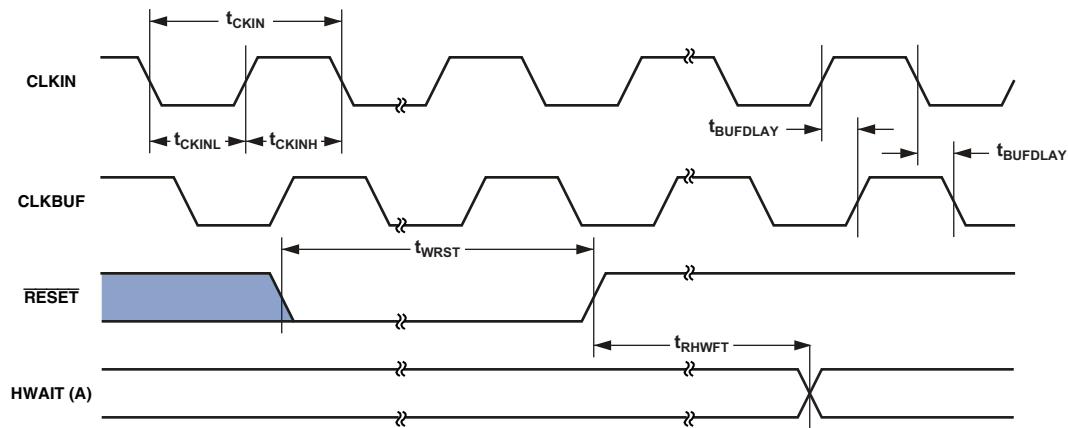 tCKIN
CLKIN
tCKINL
tCKINH
tBUFDLAY
tBUFDLAY
CLKBUF
tWRST
RESET
tRHWFT
HWAIT (A)